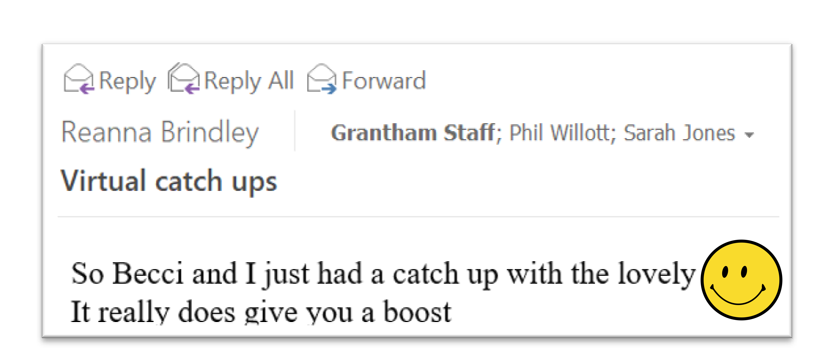 Reply Reply All Forward
Reanna Brindley Grantham Staff; Phil Willott; Sarah Jones
Virtual catch ups
So Becci and I just had a catch up with the lovely
It really does give you a boost